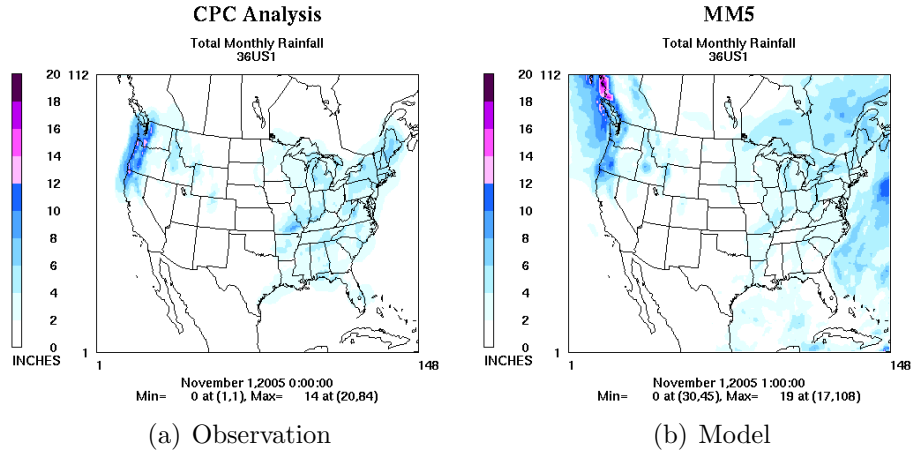 CPC Analysis
Total Monthly Rainfall
36US1
20
18
16
14
12
10
8
6
4
2
0
INCHES
112
1
1
148
November 1,2005 0:00:00
Min= 0 at (1,1), Max= 14 at (20,84)
(a) Observation
MM5
Total Monthly Rainfall
36US1
20
18
16
14
12
10
8
6
4
2
0
INCHES
112
1
1
148
November 1,2005 1:00:00
Min= 0 at (30,45), Max= 19 at (17,108)
(b) Model